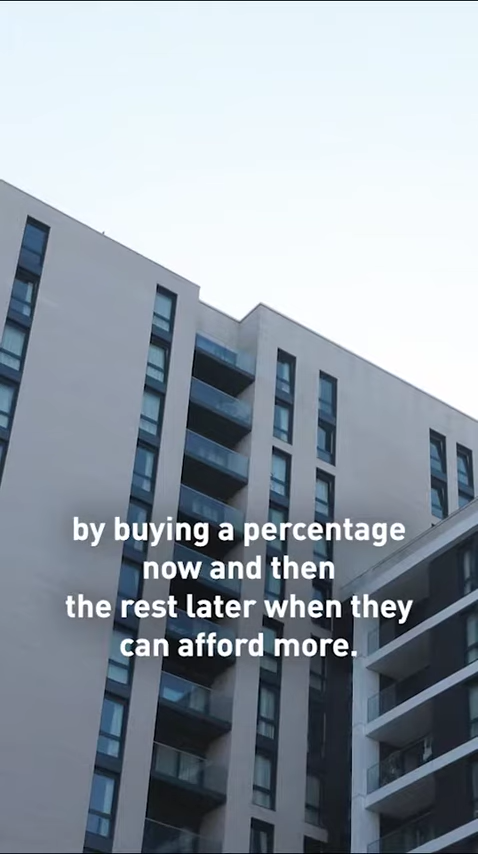 by buying a percentage
now and then
the rest later when they
can afford more.